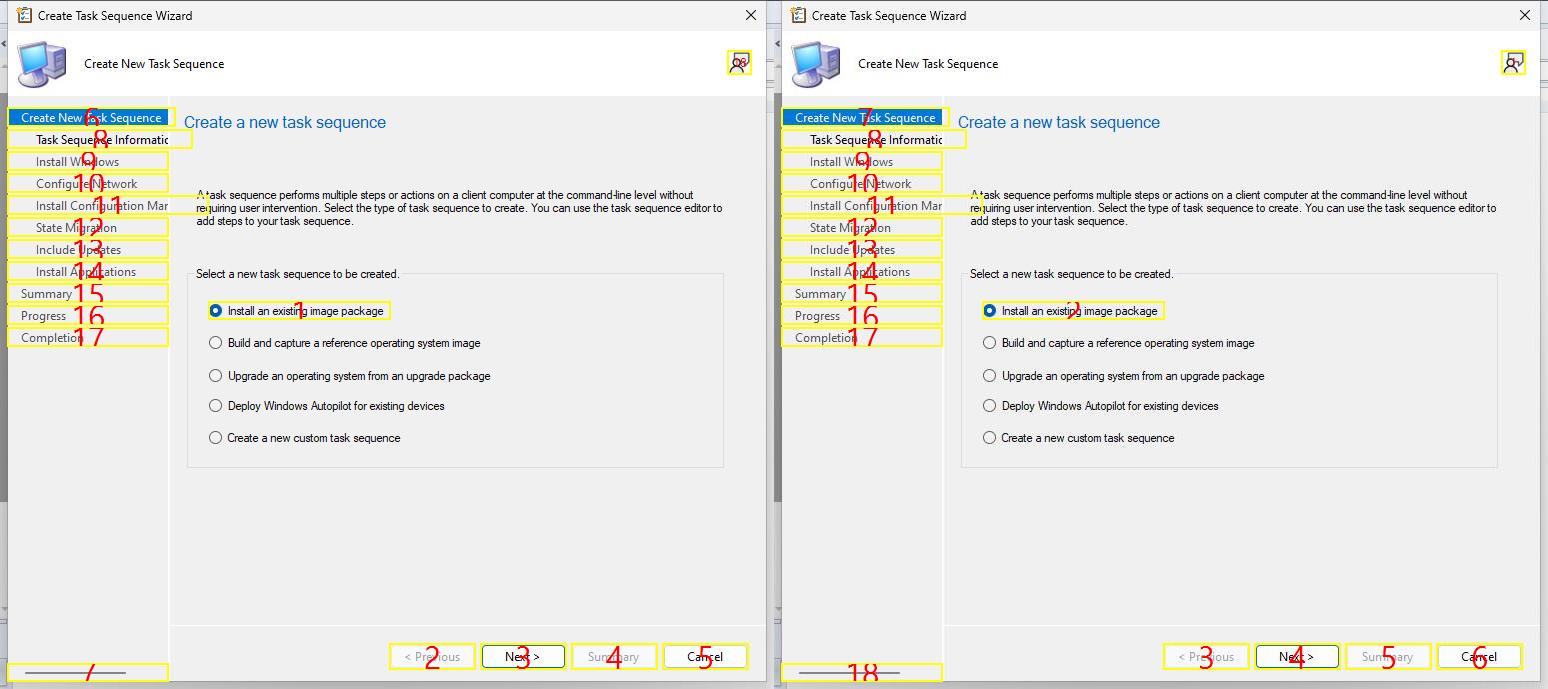 Create Task Sequence Wizard
Create New Task Sequence
08
Create New Task Sequence
6
Create a new task sequence
Task Sequence Informatic
8
Install Windows
9
Configure Network
10
A task sequence performs multiple steps or actions on a client computer at the command-line level without
requiring user intervention. Select the type of task sequence to create. You can use the task sequence editor to
add steps to your task sequence.
Install Configuration Mar
11
State Migration
12
Include Updates
13
Install Applications
14
Select a new task sequence to be created.
Summary
15
Install an existing image package
1
Progress
16
Completion
17
Build and capture a reference operating system image
Upgrade an operating system from an upgrade package
Deploy Windows Autopilot for existing devices
Create a new custom task sequence
< Previous
2
Next >
3
Summary
4
Cancel
5
7
Create Task Sequence Wizard
Create New Task Sequence
Create New Task Sequence
7
Create a new task sequence
Task Sequence Informatic
8
Install Windows
9
Configure Network
10
A task sequence performs multiple steps or actions on a client computer at the command-line level without
requiring user intervention. Select the type of task sequence to create. You can use the task sequence editor to
add steps to your task sequence.
Install Configuration Mar
11
State Migration
12
Include Updates
13
Install Applications
14
Select a new task sequence to be created.
Summary
15
Install an existing image package
2
Progress
16
Completion
17
Build and capture a reference operating system image
Upgrade an operating system from an upgrade package
Deploy Windows Autopilot for existing devices
Create a new custom task sequence
< Previous
3
Next >
4
Summary
5
Cancel
6
18